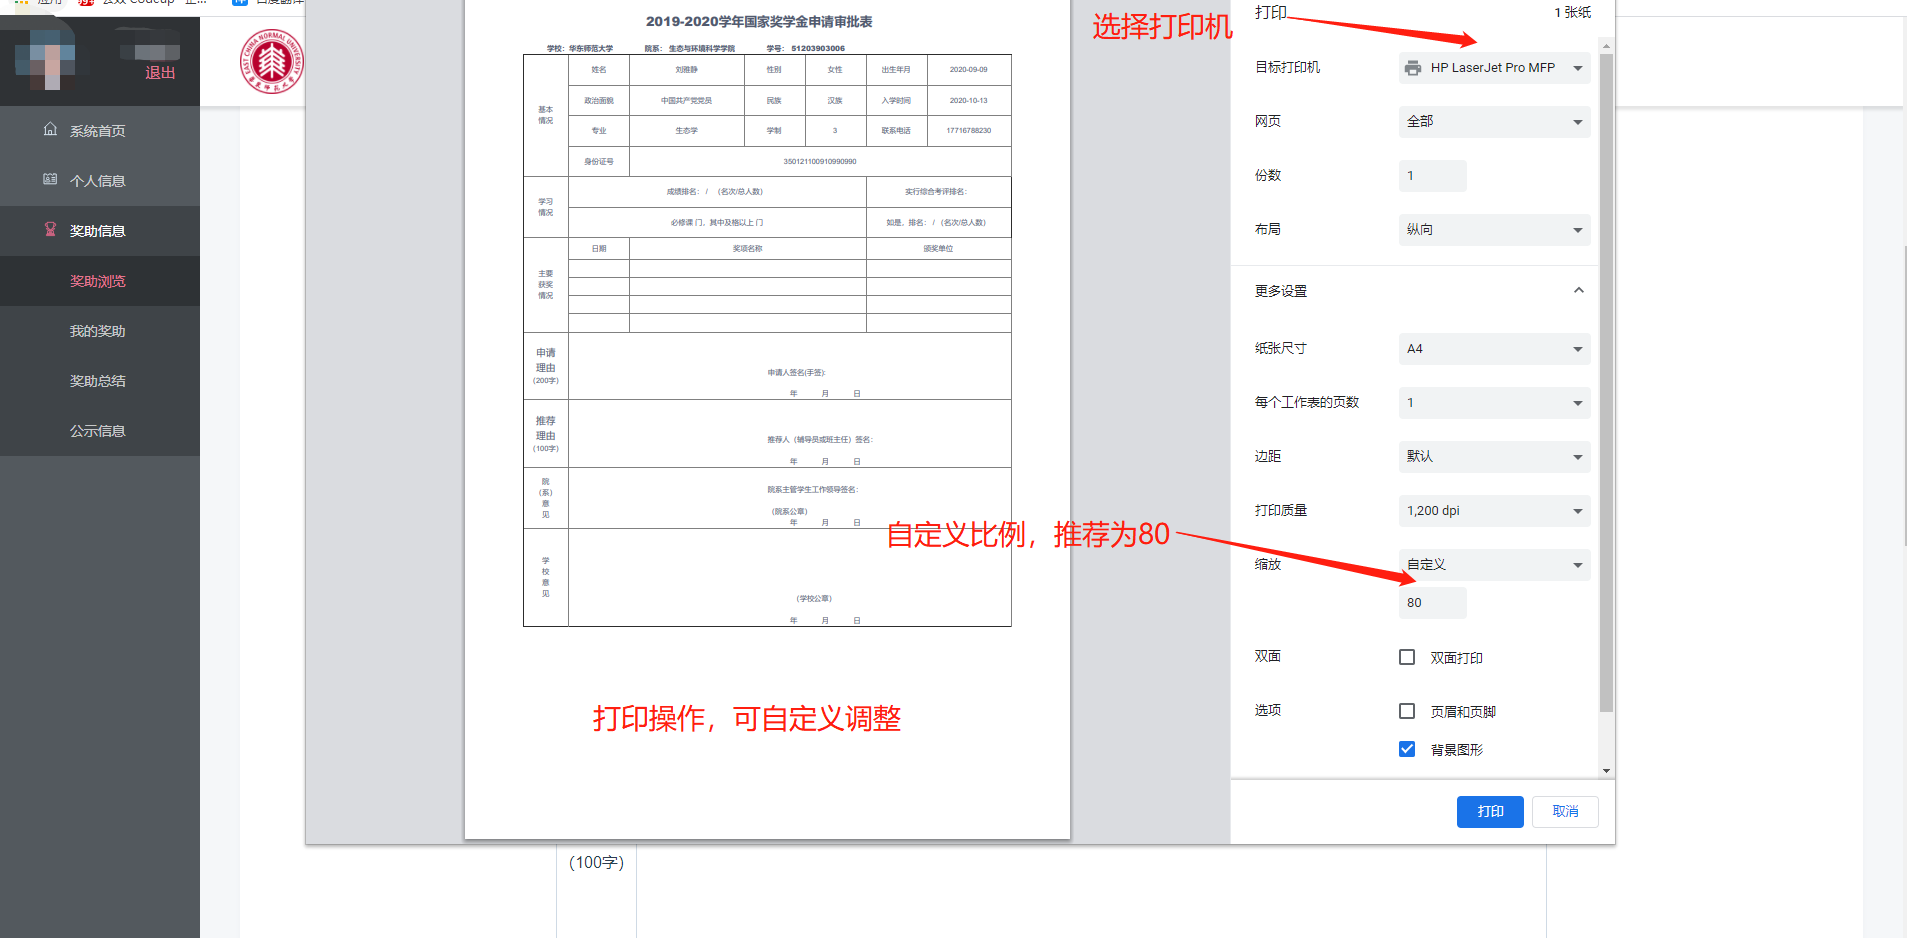 应用
公效 Codeup - 企...
百度翻译
退出
EAST CHINA NORMAL UNIVERSITY
系统首页
个人信息
奖助信息
奖助浏览
我的奖助
奖助总结
公示信息
2019-2020学年国家奖学金申请审批表
学校：华东师范大学 院系：生态与环境科学学院 学号：51203903006
基本情况
姓名 刘雅静 性别 女性 出生年月 2020-09-09
政治面貌 中国共产党党员 民族 汉族 入学时间 2020-10-13
专业 生态学 学制 3 联系电话 17716788230
身份证号 350121100910990990
学习情况
成绩排名： / （名次/总人数） 实行综合考评排名：
必修课 门，其中及格以上 门 如是，排名： / （名次/总人数）
主要获奖情况
日期 奖项名称 颁奖单位
申请理由(200字)
申请人签名(手签):
年 月 日
推荐理由(100字)
推荐人（辅导员或班主任）签名：
年 月 日
院（系）意见
院系主管学生工作领导签名：
（院系公章）
年 月 日
学校意见
（学校公章）
年 月 日
选择打印机
自定义比例，推荐为80
打印操作，可自定义调整
打印 1 张纸
目标打印机 HP LaserJet Pro MFP
网页 全部
份数 1
布局 纵向
更多设置
纸张尺寸 A4
每个工作表的页数 1
边距 默认
打印质量 1,200 dpi
缩放 自定义
80
双面 双面打印
选项 页眉和页脚
背景图形
打印 取消
(100字)